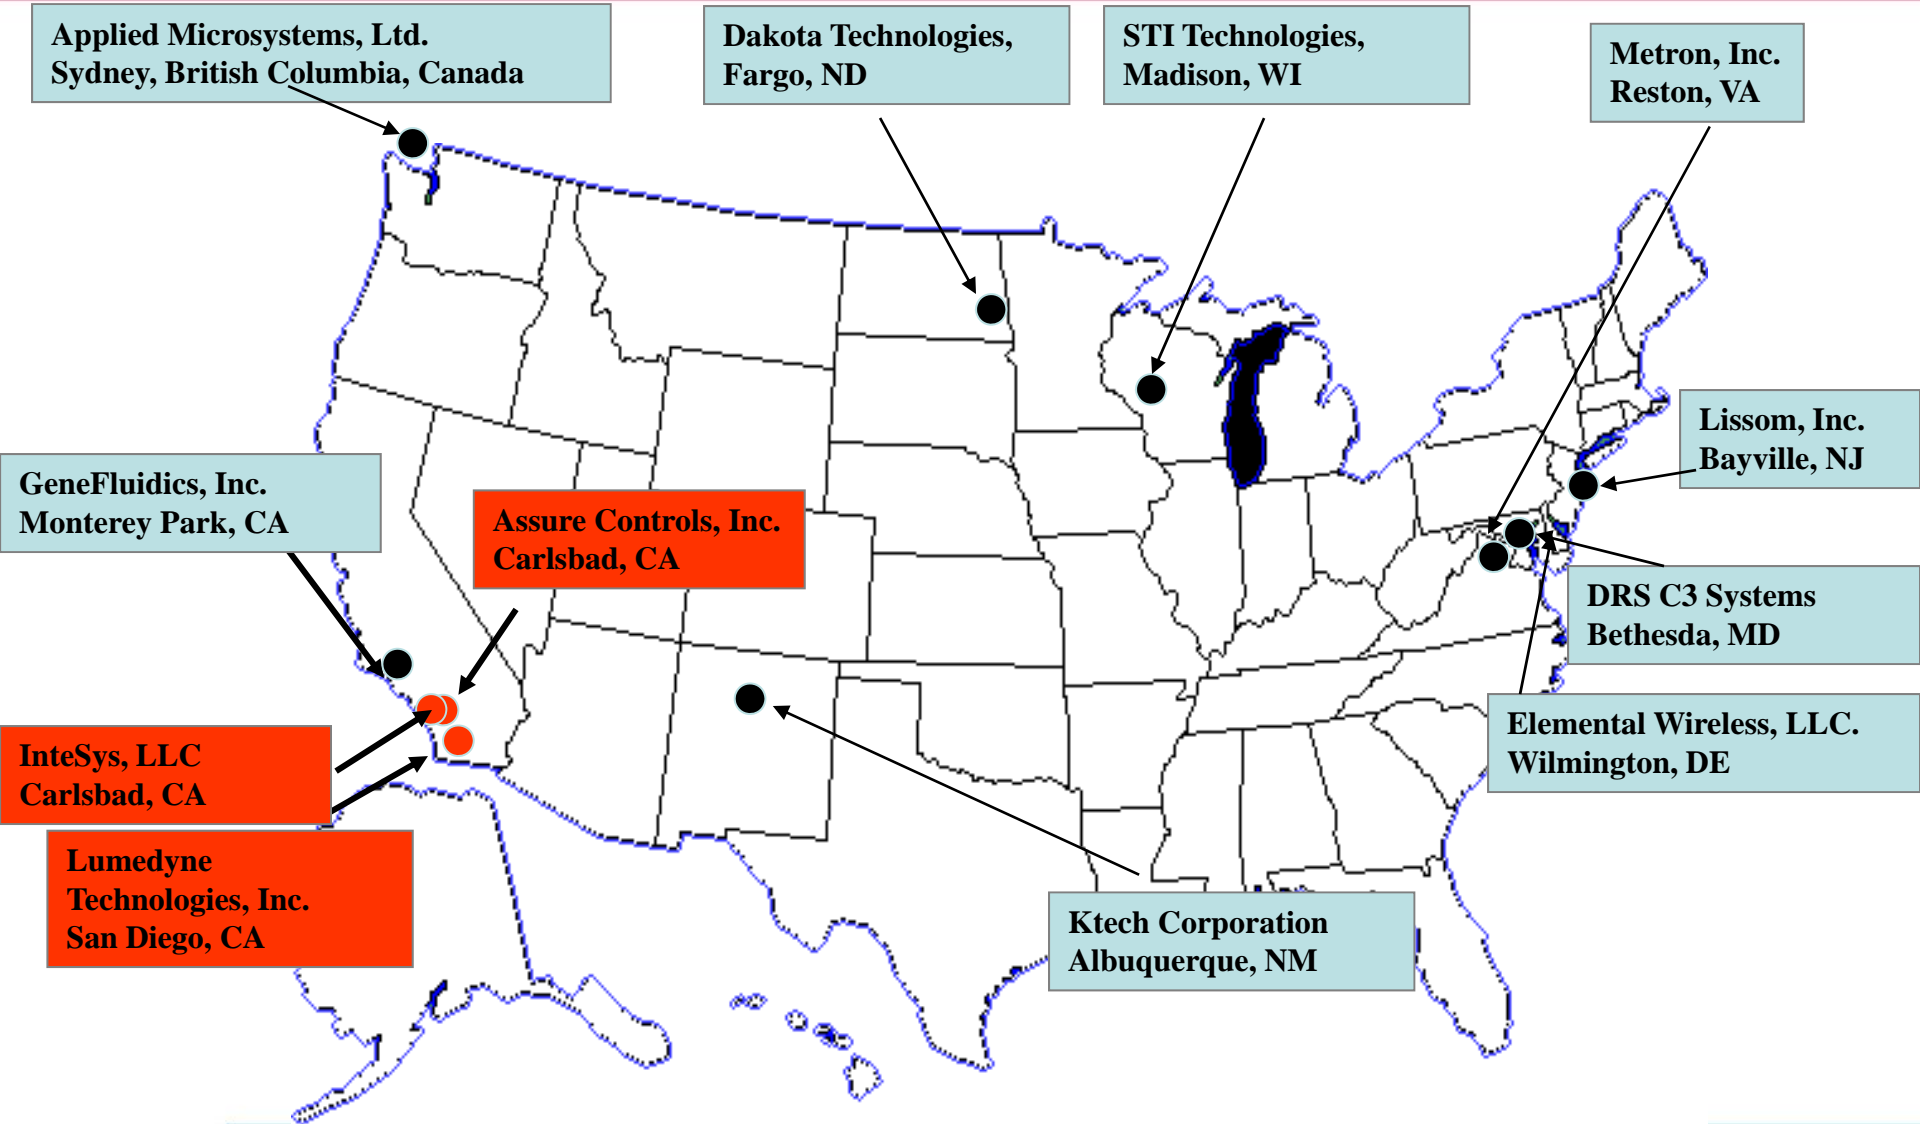 Applied Microsystems, Ltd.
Sydney, British Columbia, Canada
Dakota Technologies,
Fargo, ND
STI Technologies,
Madison, WI
Metron, Inc.
Reston, VA
Lissom, Inc.
Bayville, NJ
GeneFluidics, Inc.
Monterey Park, CA
Assure Controls, Inc.
Carlsbad, CA
DRS C3 Systems
Bethesda, MD
Elemental Wireless, LLC.
Wilmington, DE
InteSys, LLC
Carlsbad, CA
Lumedyne
Technologies, Inc.
San Diego, CA
Ktech Corporation
Albuquerque, NM